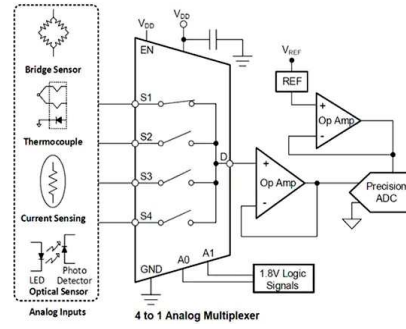 Bridge Sensor
Thermocouple
Current Sensing
LED
Photo
Detector
Optical Sensor
Analog Inputs
VDD
VDD
EN
S1
S2
S3
S4
D
GND
A0
A1
4 to 1 Analog Multiplexer
1.8V Logic
Signals
+
Op Amp
-
VREF
REF
+
Op Amp
-
Precision
ADC